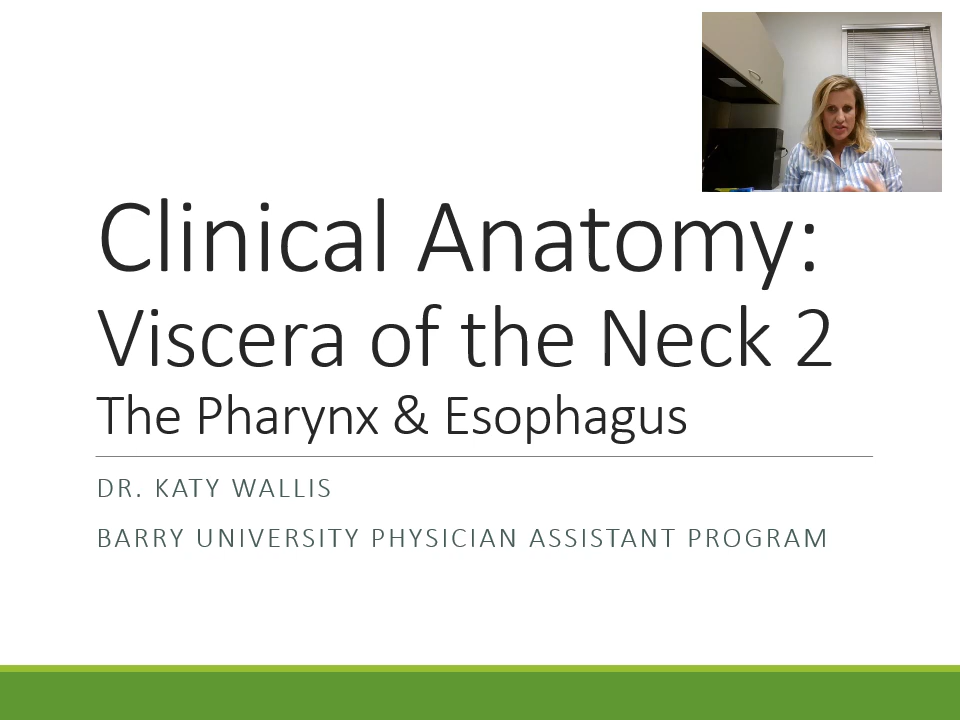 Clinical Anatomy:
Viscera of the Neck 2
The Pharynx & Esophagus
DR. KATY WALLIS
BARRY UNIVERSITY PHYSICIAN ASSISTANT PROGRAM